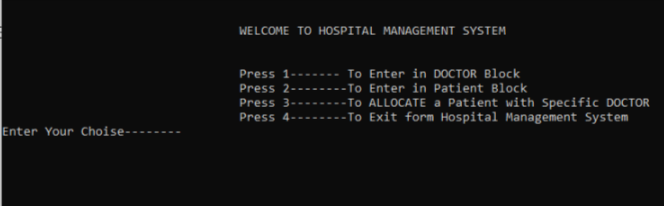 WELCOME TO HOSPITAL MANAGEMENT SYSTEM
Press 1------- To Enter in DOCTOR Block
Press 2--------To Enter in Patient Block
Press 3--------To ALLOCATE a Patient with Specific DOCTOR
Press 4--------To Exit form Hospital Management System
Enter Your Choise--------